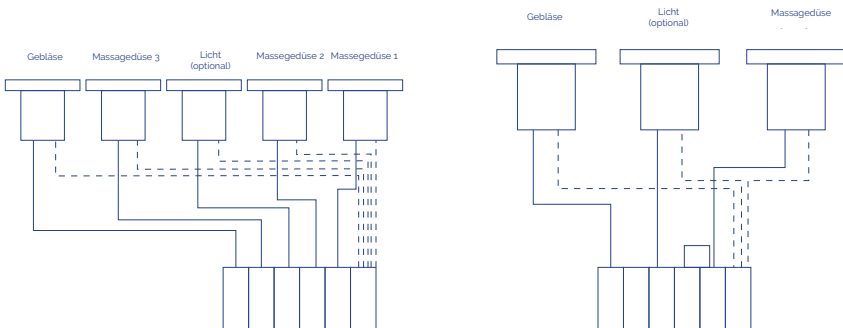 Gebläse
Massagedüse 3
Licht
(optional)
Massegedüse 2
Massegedüse 1
Gebläse
Licht
(optional)
Massagedüse